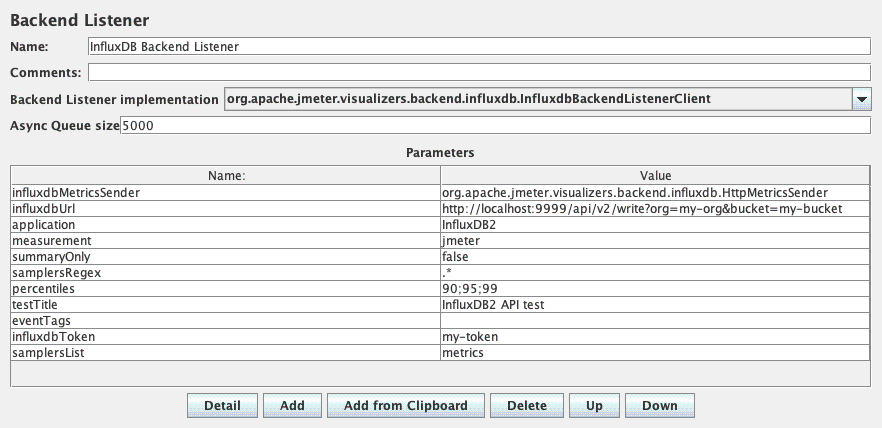 Backend Listener
Name: InfluxDB Backend Listener
Comments:
Backend Listener implementation org.apache.jmeter.visualizers.backend.influxdb.InfluxdbBackendListenerClient
Async Queue size 5000
Parameters
Name: Value
influxdbMetricsSender org.apache.jmeter.visualizers.backend.influxdb.HttpMetricsSender
influxdbUrl http://localhost:9999/api/v2/write?org=my-org&bucket=my-bucket
application InfluxDB2
measurement jmeter
summaryOnly false
samplersRegex .*
percentiles 90;95;99
testTitle InfluxDB2 API test
eventTags
influxdbToken my-token
samplersList metrics
Detail Add Add from Clipboard Delete Up Down